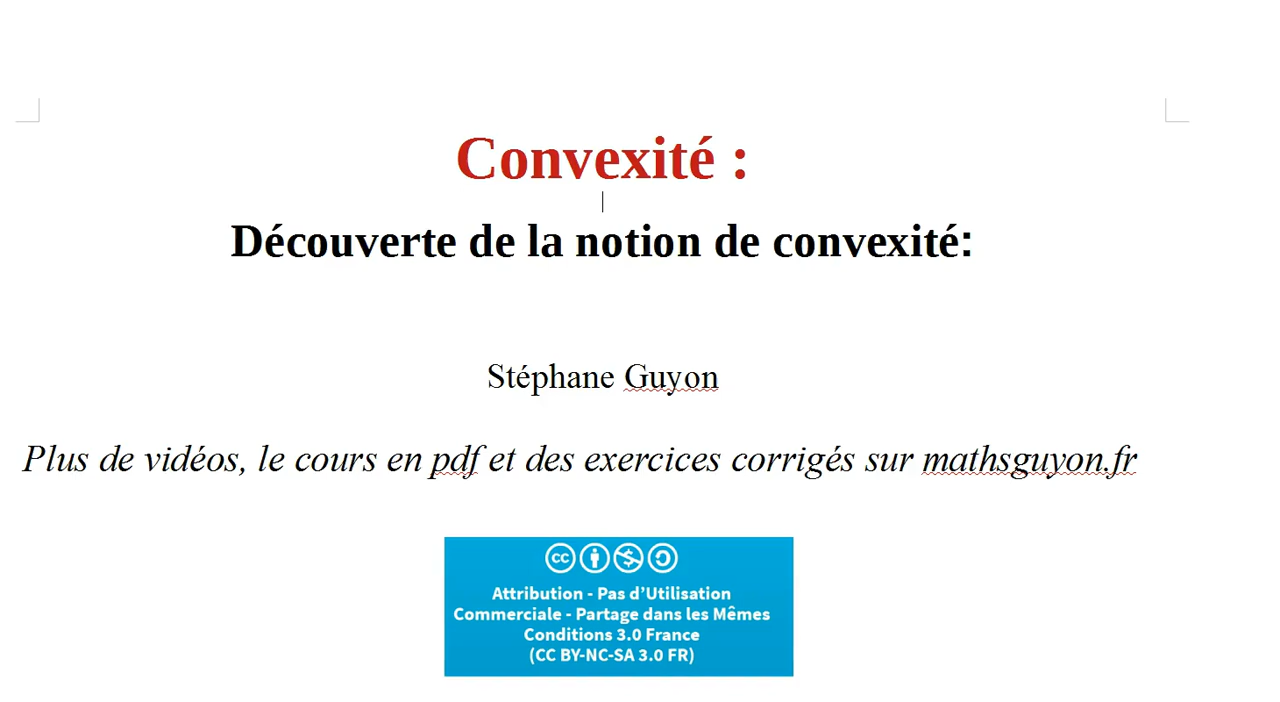 Convexité :
Découverte de la notion de convexité:
Stéphane Guyon
Plus de vidéos, le cours en pdf et des exercices corrigés sur mathsguyon.fr
cc
Attribution - Pas d'Utilisation
Commerciale - Partage dans les Mêmes
Conditions 3.0 France
(CC BY-NC-SA 3.0 FR)